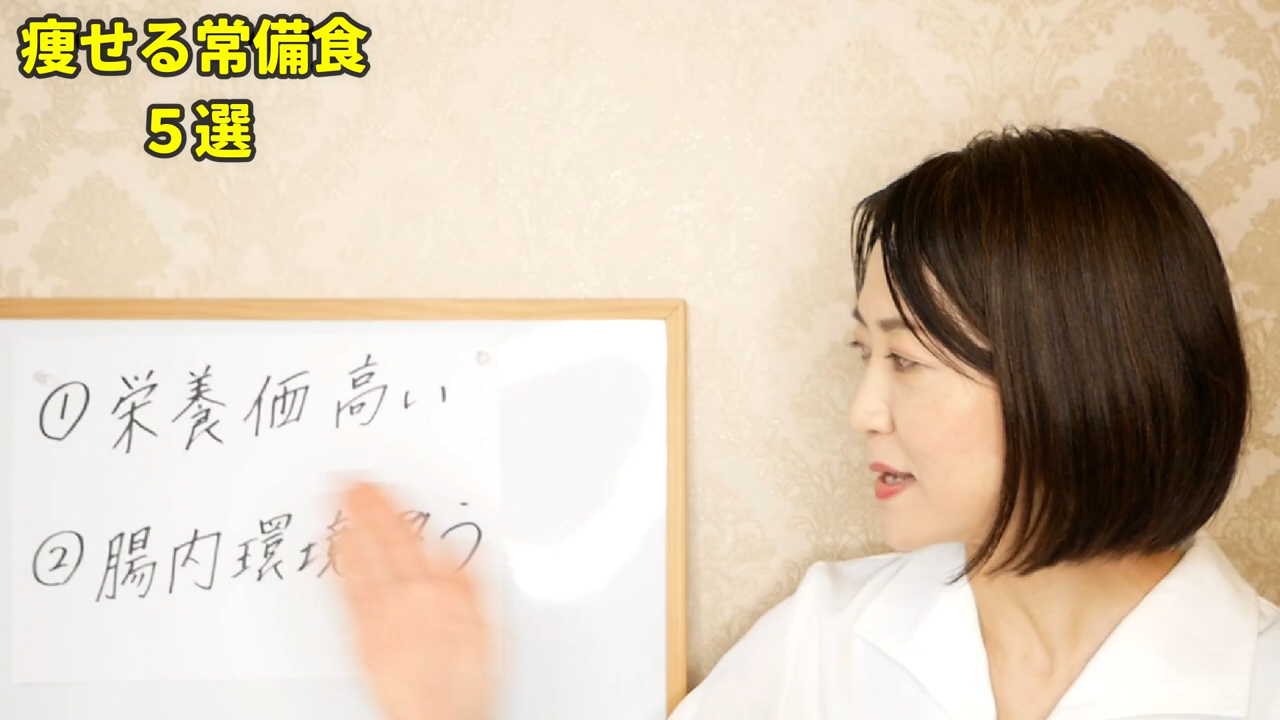 痩せる常備食
5選
①栄養価高い
②腸内環境 う